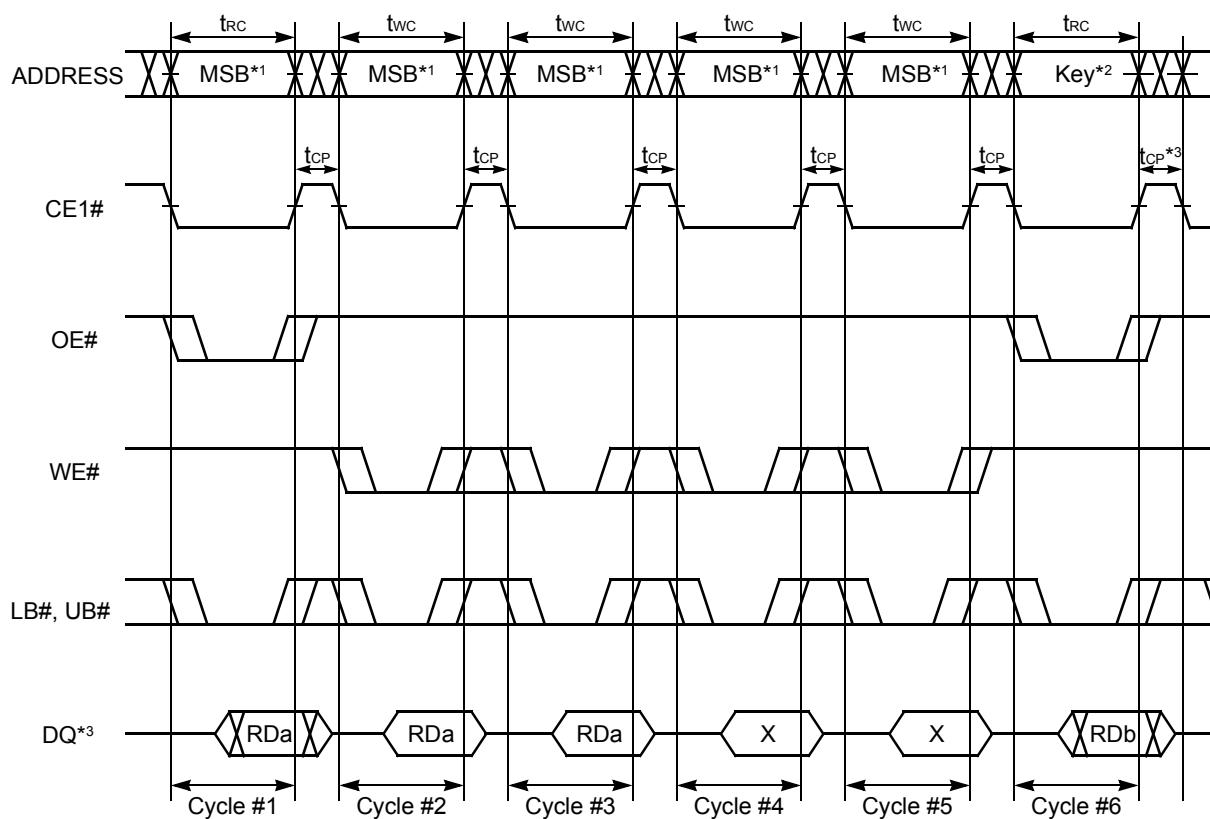 tRC tWC tWC tWC tWC tRC
ADDRESS MSB*1 MSB*1 MSB*1 MSB*1 MSB*1 Key*2
tCP tCP tCP tCP tCP tCP*3
CE1#
OE#
WE#
LB#, UB#
DQ*3 RDa RDa RDa X X RDb
Cycle #1 Cycle #2 Cycle #3 Cycle #4 Cycle #5 Cycle #6